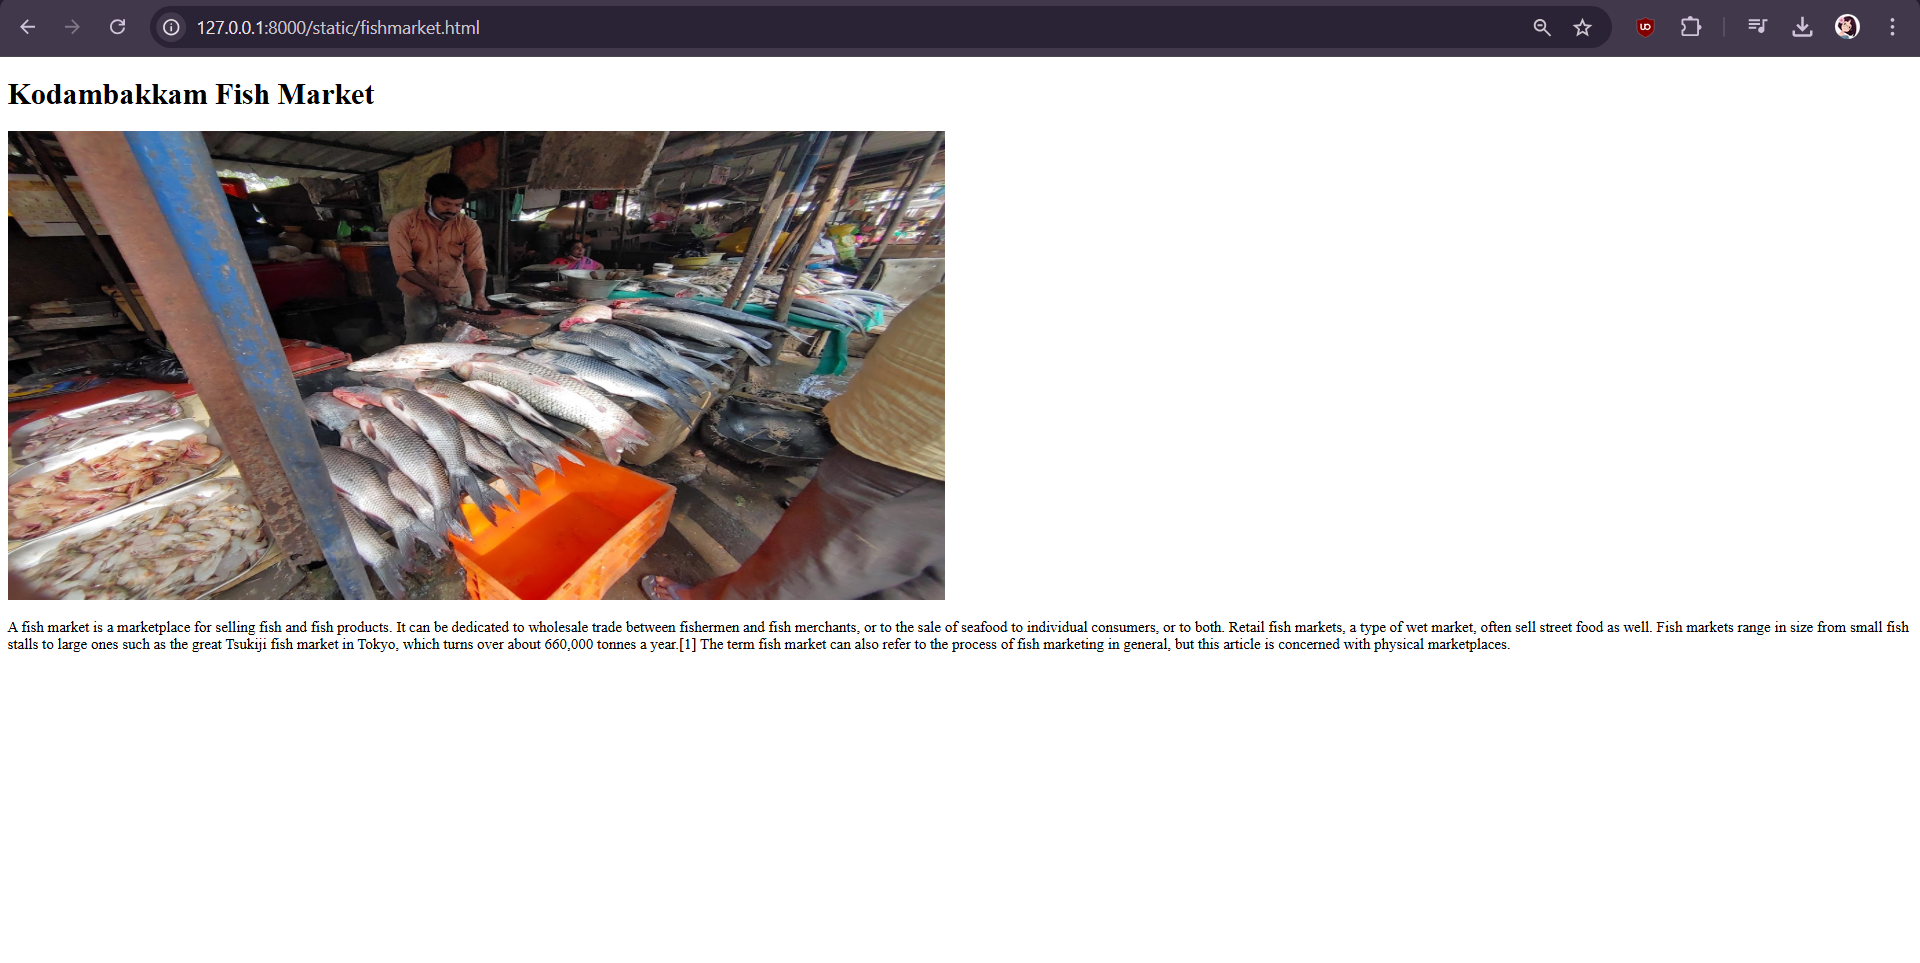 127.0.0.1:8000/static/fishmarket.html
Kodambakkam Fish Market
A fish market is a marketplace for selling fish and fish products. It can be dedicated to wholesale trade between fishermen and fish merchants, or to the sale of seafood to individual consumers, or to both. Retail fish markets, a type of wet market, often sell street food as well. Fish markets range in size from small fish
stalls to large ones such as the great Tsukiji fish market in Tokyo, which turns over about 660,000 tonnes a year.[1] The term fish market can also refer to the process of fish marketing in general, but this article is concerned with physical marketplaces.